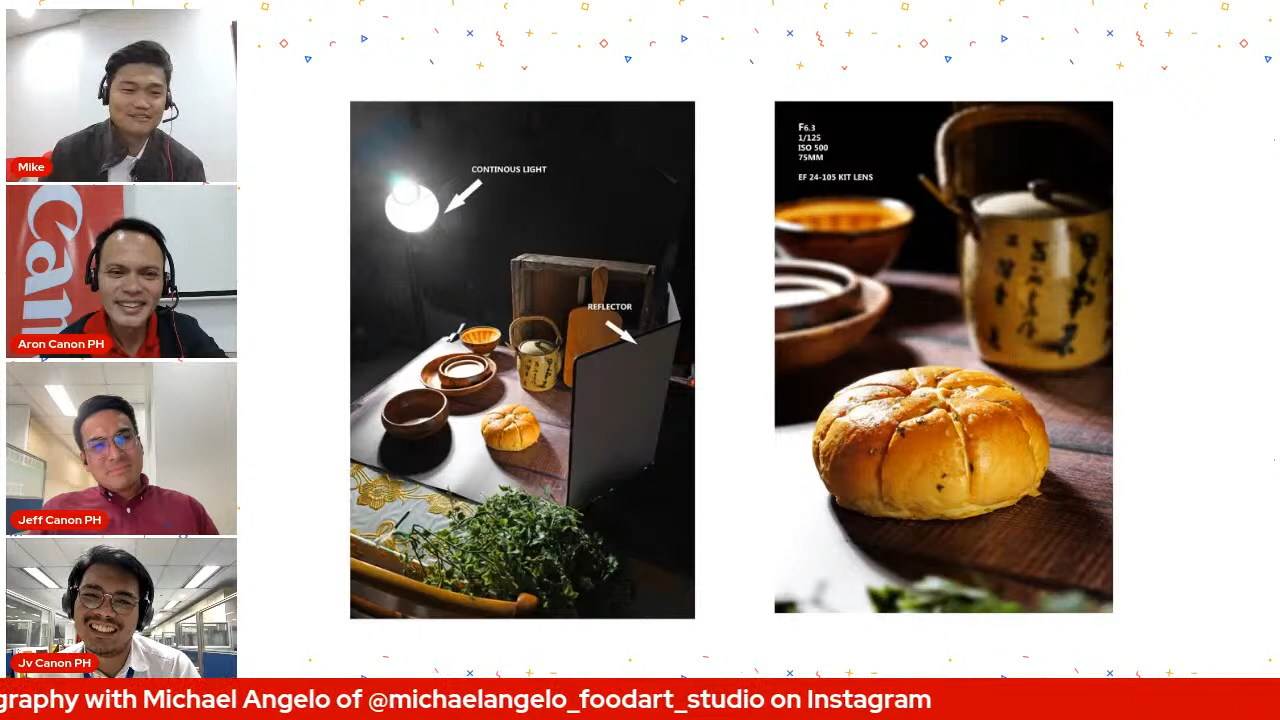 Mike
Can
Aron Canon PH
Jeff Canon PH
Jv Canon PH
CONTINOUS LIGHT
REFLECTOR
F6.3
1/125
ISO 500
75MM
EF 24-105 KIT LENS
graphy with Michael Angelo of @michaelangelo_foodart_studio on Instagram